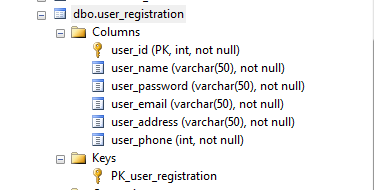 dbo.user_registration
Columns
user_id (PK, int, not null)
user_name (varchar(50), not null)
user_password (varchar(50), not null)
user_email (varchar(50), not null)
user_address (varchar(50), not null)
user_phone (int, not null)
Keys
PK_user_registration